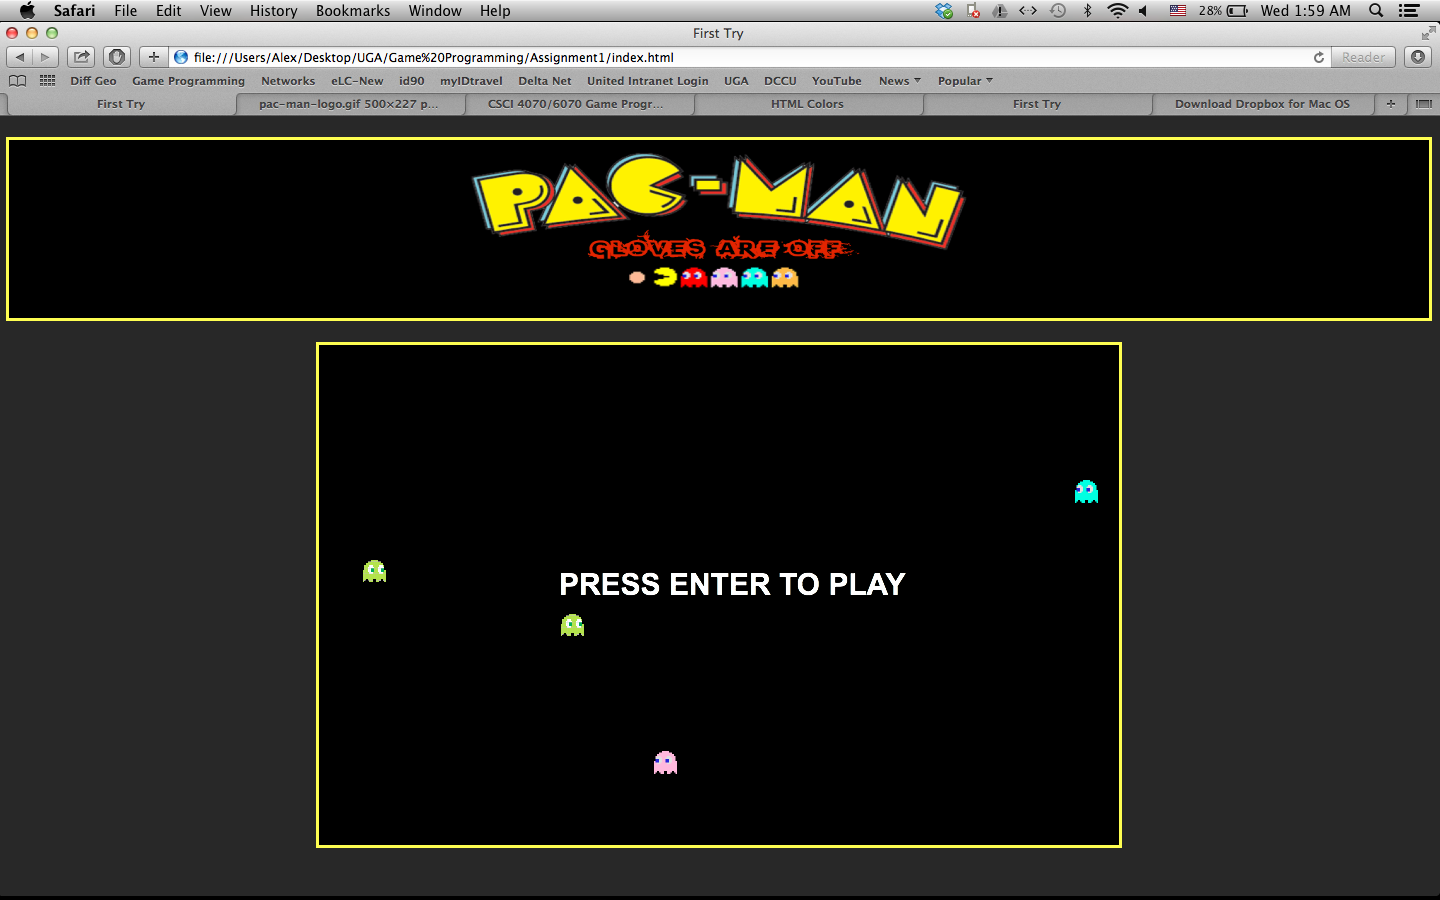 Safari File Edit View History Bookmarks Window Help 28% Wed 1:59 AM
First Try
file:///Users/Alex/Desktop/UGA/Game%20Programming/Assignment1/index.html Reader
Diff Geo Game Programming Networks eLC-New id90 myIDtravel Delta Net United Intranet Login UGA DCCU YouTube News Popular
First Try pac-man-logo.gif 500×227 p... CSCI 4070/6070 Game Progr... HTML Colors First Try Download Dropbox for Mac OS
PAC-MAN
GLOVES ARE OFF
PRESS ENTER TO PLAY